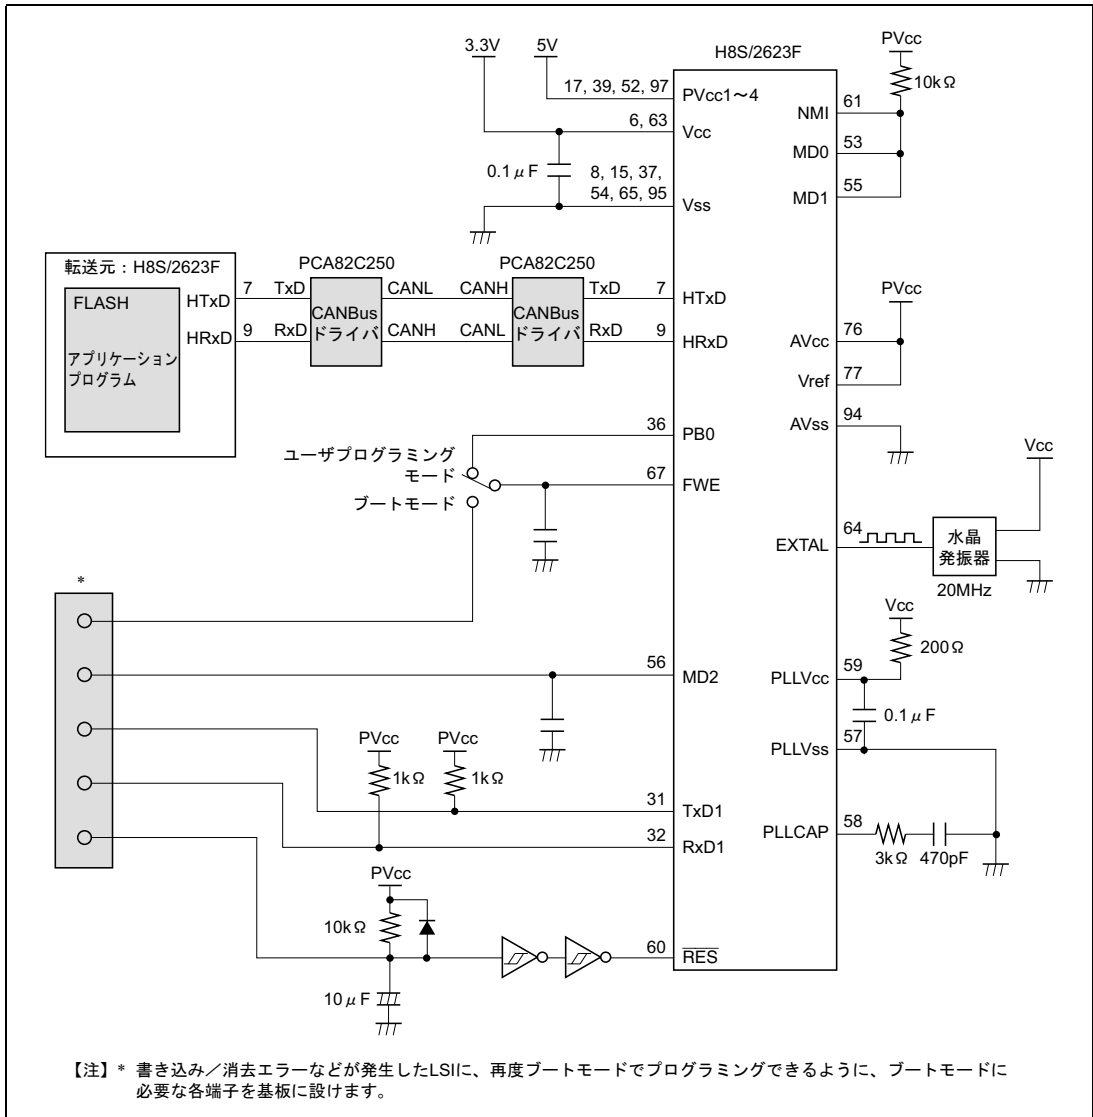 3.3V
5V
H8S/2623F
PVcc
17, 39, 52, 97
PVcc1～4
10kΩ
61
NMI
6, 63
Vcc
53
MD0
0.1μF
8, 15, 37,
54, 65, 95
Vss
55
MD1
転送元：H8S/2623F
FLASH
アプリケーション
プログラム
HTxD
7
HRxD
9
PCA82C250
TxD
RxD
CANBus
ドライバ
CANL
CANH
CANH
CANL
PCA82C250
CANBus
ドライバ
TxD
RxD
7
HTxD
9
HRxD
PVcc
76
AVcc
77
Vref
94
AVss
36
PB0
ユーザプログラミング
モード
ブートモード
67
FWE
Vcc
64
EXTAL
水晶
発振器
20MHz
*
56
MD2
Vcc
200Ω
59
PLLVcc
0.1μF
57
PLLVss
PVcc
1kΩ
PVcc
1kΩ
31
TxD1
32
RxD1
58
PLLCAP
3kΩ
470pF
PVcc
10kΩ
60
RES
10μF
【注】* 書き込み／消去エラーなどが発生したLSIに、再度ブートモードでプログラミングできるように、ブートモードに
必要な各端子を基板に設けます。